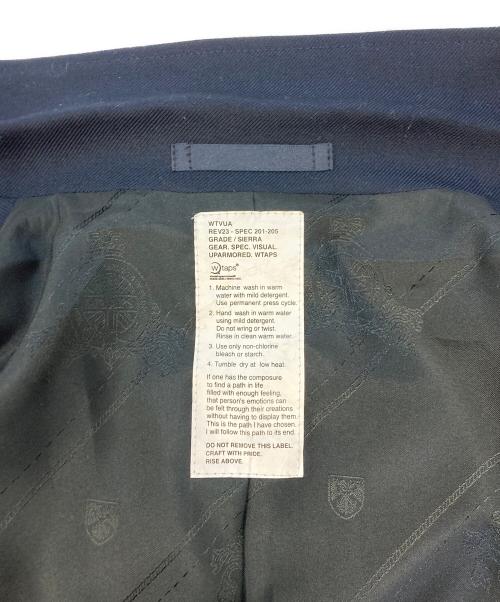 WTVUA
REV23 - SPEC 201-205
GRADE / SIERRA
GEAR. SPEC. VISUAL.
UPARMORED. WTAPS
W)taps®
1. Machine wash in warm
water with mild detergent.
Use permanent press cycle.
2. Hand wash in warm water
using mild detergent.
Do not wring or twist.
Rinse in clean warm water.
3. Use only non-chlorine
bleach or starch.
4. Tumble dry at low heat.
If one has the composure
to find a path in life
filled with enough feeling,
that person's emotions can
be felt through their creations
without having to display them.
This is the path I have chosen.
I will follow this path to its end.
DO NOT REMOVE THIS LABEL.
CRAFT WITH PRIDE.
RISE ABOVE.